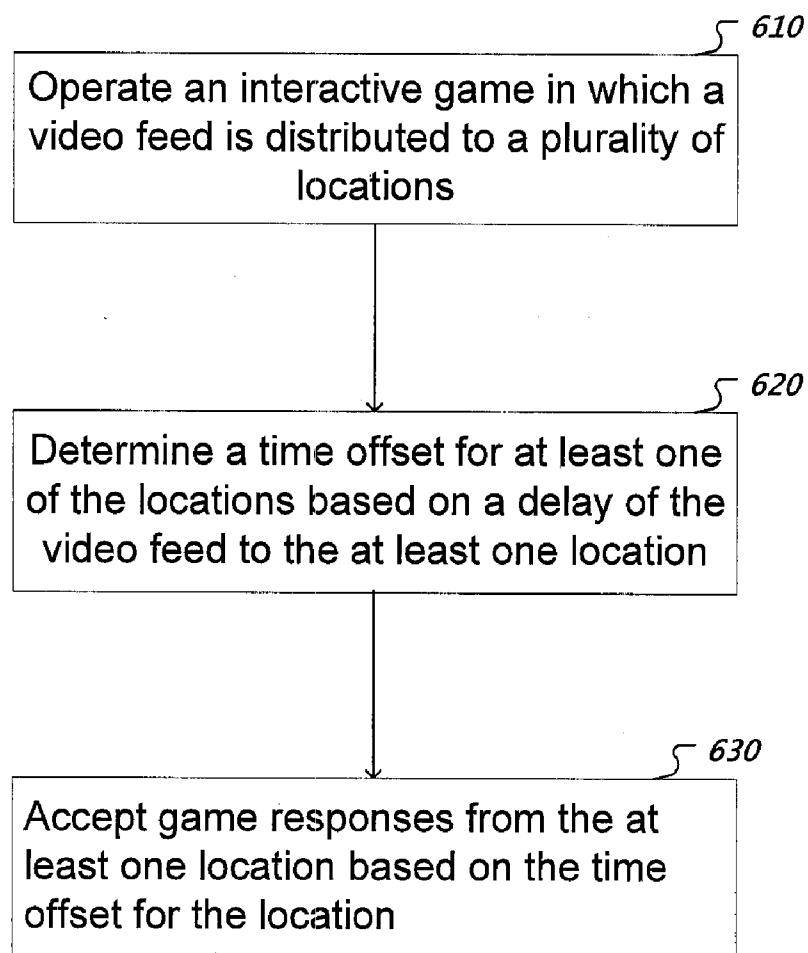 610
Operate an interactive game in which a
video feed is distributed to a plurality of
locations
620
Determine a time offset for at least one
of the locations based on a delay of the
video feed to the at least one location
630
Accept game responses from the at
least one location based on the time
offset for the location